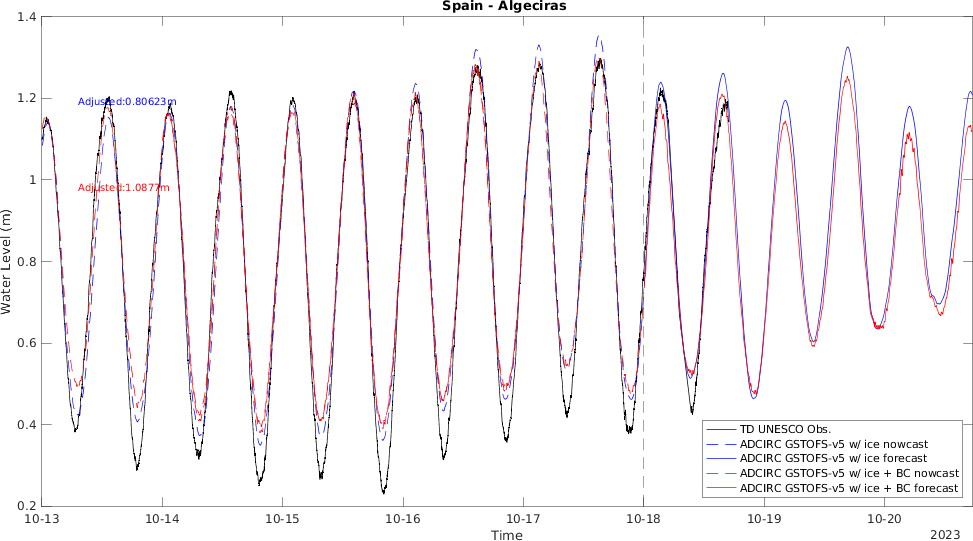 Spain - Algeciras
1.4
1.2
1
0.8
0.6
0.4
0.2
Water Level (m)
Adjusted:0.80623m
Adjusted:1.0877m
TD UNESCO Obs.
ADCIRC GSTOFS-v5 w/ ice nowcast
ADCIRC GSTOFS-v5 w/ ice forecast
ADCIRC GSTOFS-v5 w/ ice + BC nowcast
ADCIRC GSTOFS-v5 w/ ice + BC forecast
10-13 10-14 10-15 10-16 10-17 10-18 10-19 10-20
Time
2023